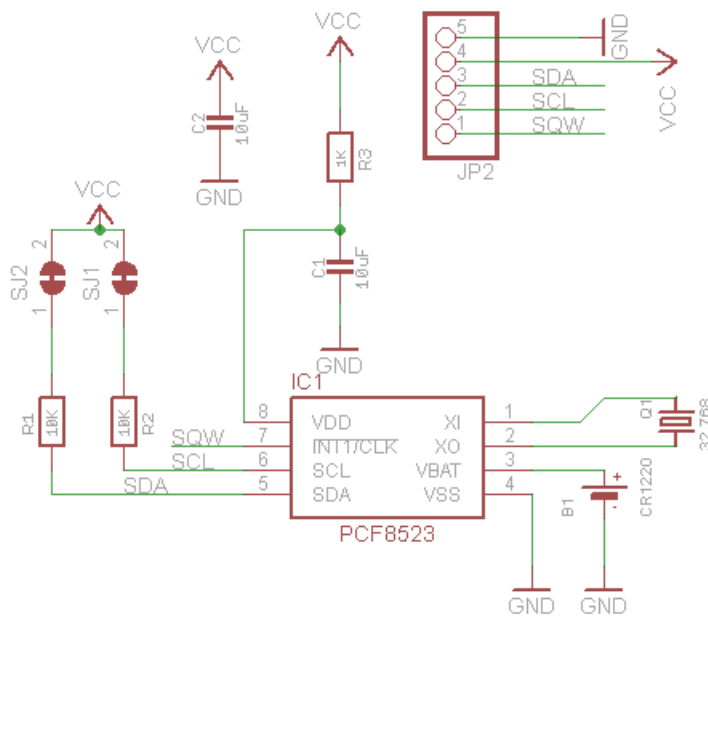 VCC
VCC
C2
10uF
GND
1K
R3
5
4
3
2
1
GND
SDA
SCL
SQW
VCC
JP2
VCC
2
2
SJ2
SJ1
1
1
C1
10uF
GND
IC1
R1
10K
10K
R2
SQW
SCL
SDA
8
7
6
5
VDD
INT1/CLK
SCL
SDA
XI
XO
VBAT
VSS
1
2
3
4
PCF8523
Q1
32.768
+
-
B1
CR1220
GND
GND